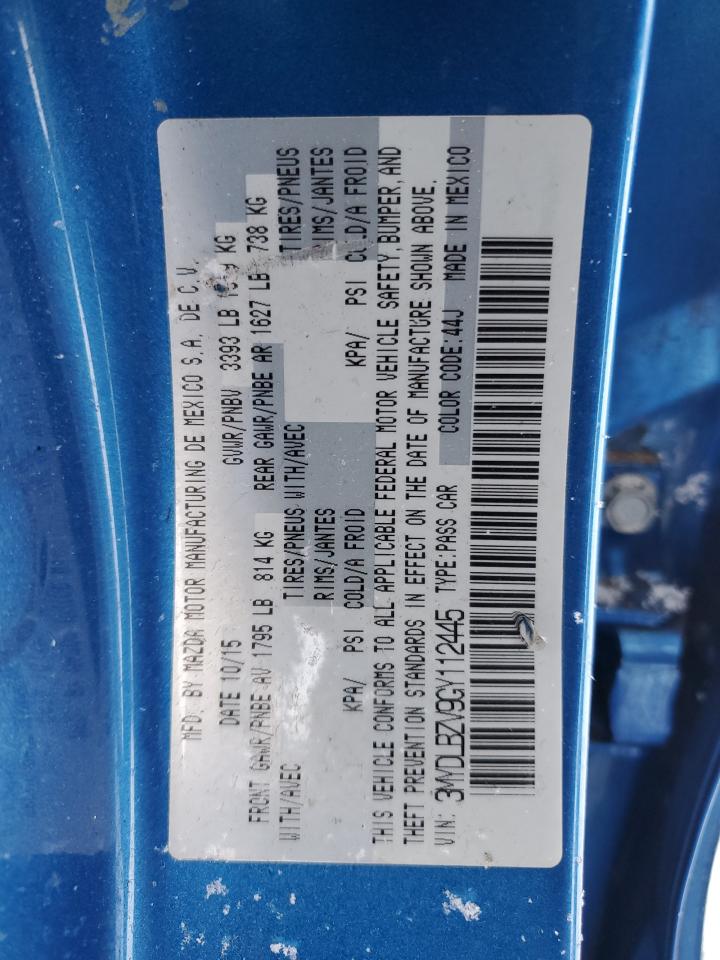 MFD. BY MAZDA MOTOR MANUFACTURING DE MEXICO S.A. DE C.V.
DATE 10/15 GVWR/PNBV 3393 LB KG
FRONT GAWR/PNBE AV 1795 LB 814 KG REAR GAWR/PNBE AR 1627 LB 738 KG
WITH/AVEC TIRES/PNEUS WITH/AVEC TIRES/PNEUS
RIMS/JANTES RIMS/JANTES
KPA/ PSI COLD/A FROID KPA/ PSI COLD/A FROID
THIS VEHICLE CONFORMS TO ALL APPLICABLE FEDERAL MOTOR VEHICLE SAFETY, BUMPER, AND
THEFT PREVENTION STANDARDS IN EFFECT ON THE DATE OF MANUFACTURE SHOWN ABOVE.
VIN: 3MYDLBZV9GY112445 TYPE:PASS CAR COLOR CODE:44J MADE IN MEXICO